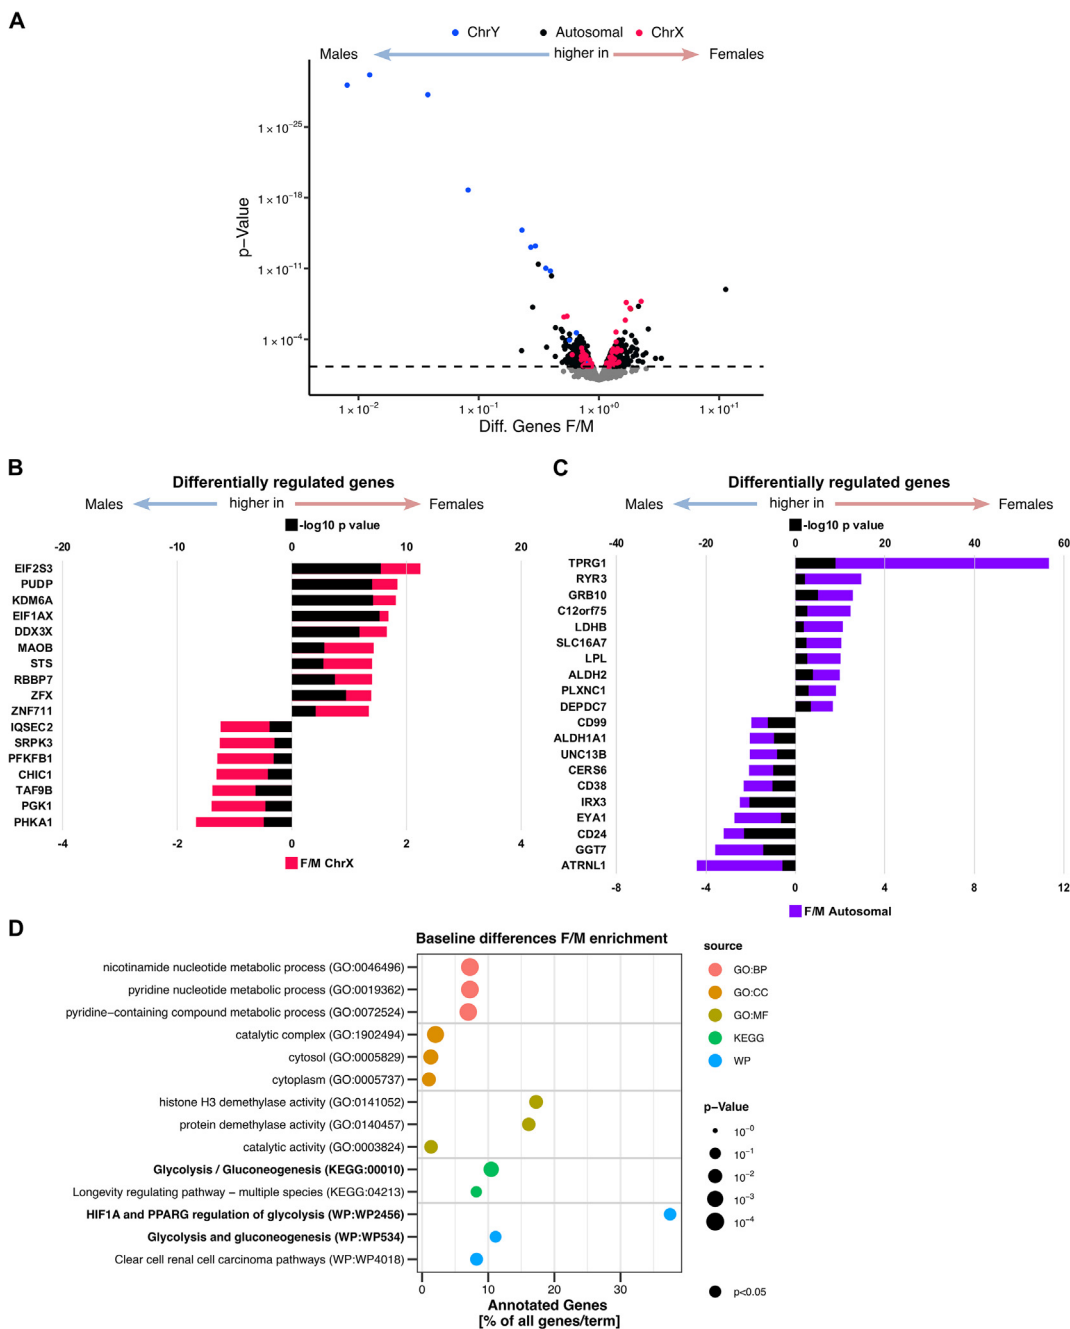 A
ChrY Autosomal ChrX
Males higher in Females
p−Value
1 × 10−25
1 × 10−18
1 × 10−11
1 × 10−4
1 × 10−2 1 × 10−1 1 × 10+0 1 × 10+1
Diff. Genes F/M
B
Differentially regulated genes
Males higher in Females
-log10 p value
-20 -10 0 10 20
EIF2S3
PUDP
KDM6A
EIF1AX
DDX3X
MAOB
STS
RBBP7
ZFX
ZNF711
IQSEC2
SRPK3
PFKFB1
CHIC1
TAF9B
PGK1
PHKA1
-4 -2 0 2 4
F/M ChrX
C
Differentially regulated genes
Males higher in Females
-log10 p value
-40 -20 0 20 40 60
TPRG1
RYR3
GRB10
C12orf75
LDHB
SLC16A7
LPL
ALDH2
PLXNC1
DEPDC7
CD99
ALDH1A1
UNC13B
CERS6
CD38
IRX3
EYA1
CD24
GGT7
ATRNL1
-8 -4 0 4 8 12
F/M Autosomal
D
Baseline differences F/M enrichment
nicotinamide nucleotide metabolic process (GO:0046496)
pyridine nucleotide metabolic process (GO:0019362)
pyridine−containing compound metabolic process (GO:0072524)
catalytic complex (GO:1902494)
cytosol (GO:0005829)
cytoplasm (GO:0005737)
histone H3 demethylase activity (GO:0141052)
protein demethylase activity (GO:0140457)
catalytic activity (GO:0003824)
Glycolysis / Gluconeogenesis (KEGG:00010)
Longevity regulating pathway − multiple species (KEGG:04213)
HIF1A and PPARG regulation of glycolysis (WP:WP2456)
Glycolysis and gluconeogenesis (WP:WP534)
Clear cell renal cell carcinoma pathways (WP:WP4018)
0 10 20 30
Annotated Genes
[% of all genes/term]
source
GO:BP
GO:CC
GO:MF
KEGG
WP
p−Value
10−0
10−1
10−2
10−3
10−4
p<0.05